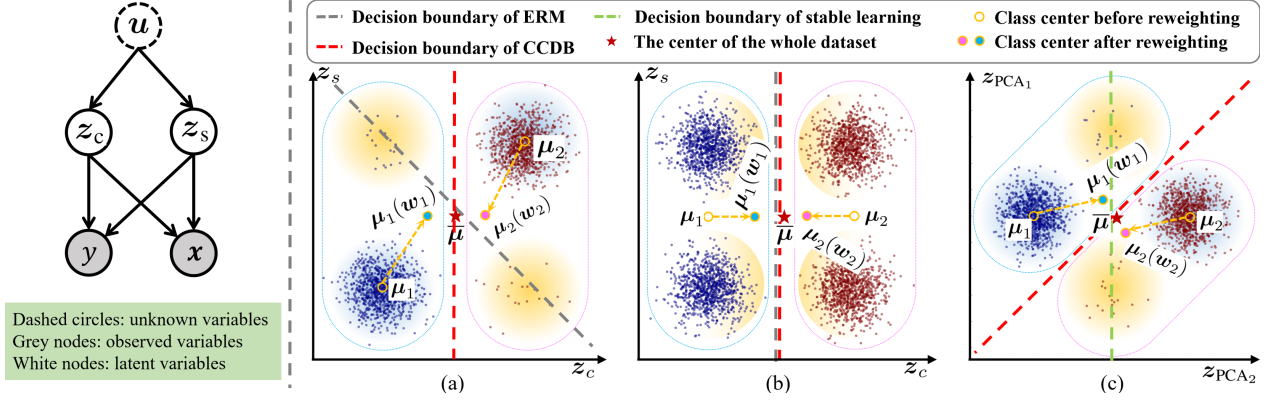 u
z_c
z_s
y
x
Dashed circles: unknown variables
Grey nodes: observed variables
White nodes: latent variables
Decision boundary of ERM
Decision boundary of stable learning
Class center before reweighting
Decision boundary of CCDB
The center of the whole dataset
Class center after reweighting
z_s
μ_2
μ_1(w_1)
μ_2(w_2)
μ̄
μ_1
z_c
(a)
z_s
μ_1(w_1)
μ_1
μ_2
μ̄
μ_2(w_2)
z_c
(b)
z_PCA_1
μ_1(w_1)
μ_1
μ̄
μ_2
μ_2(w_2)
z_PCA_2
(c)